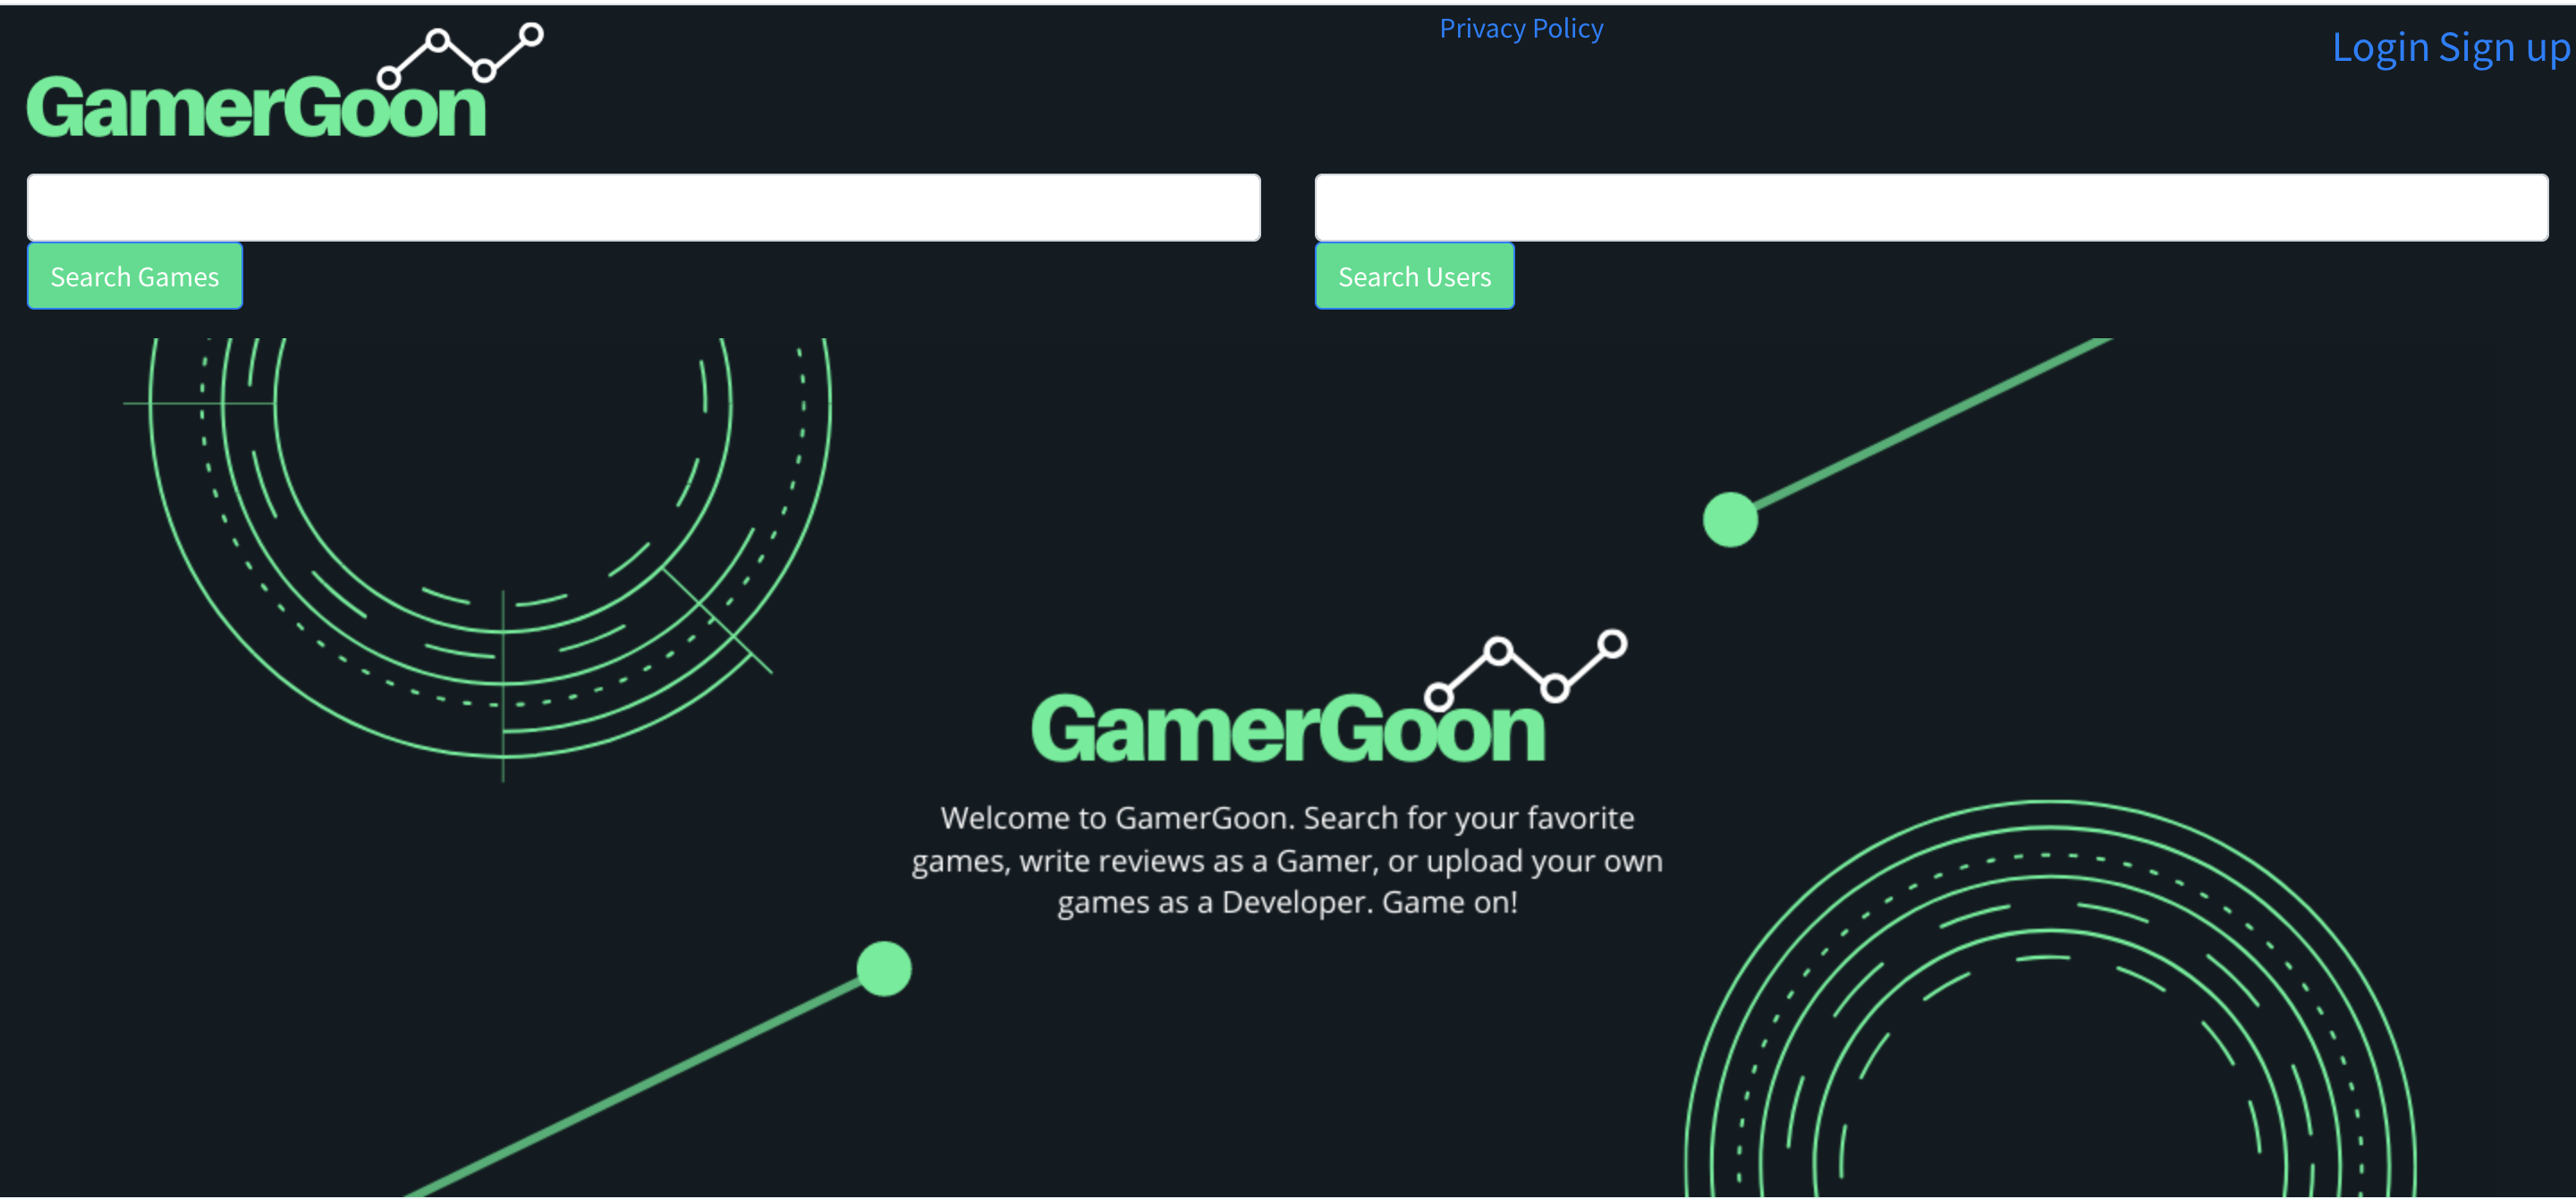 Privacy Policy
Login Sign up
GamerGoon
Search Games
Search Users
GamerGoon
Welcome to GamerGoon. Search for your favorite
games, write reviews as a Gamer, or upload your own
games as a Developer. Game on!